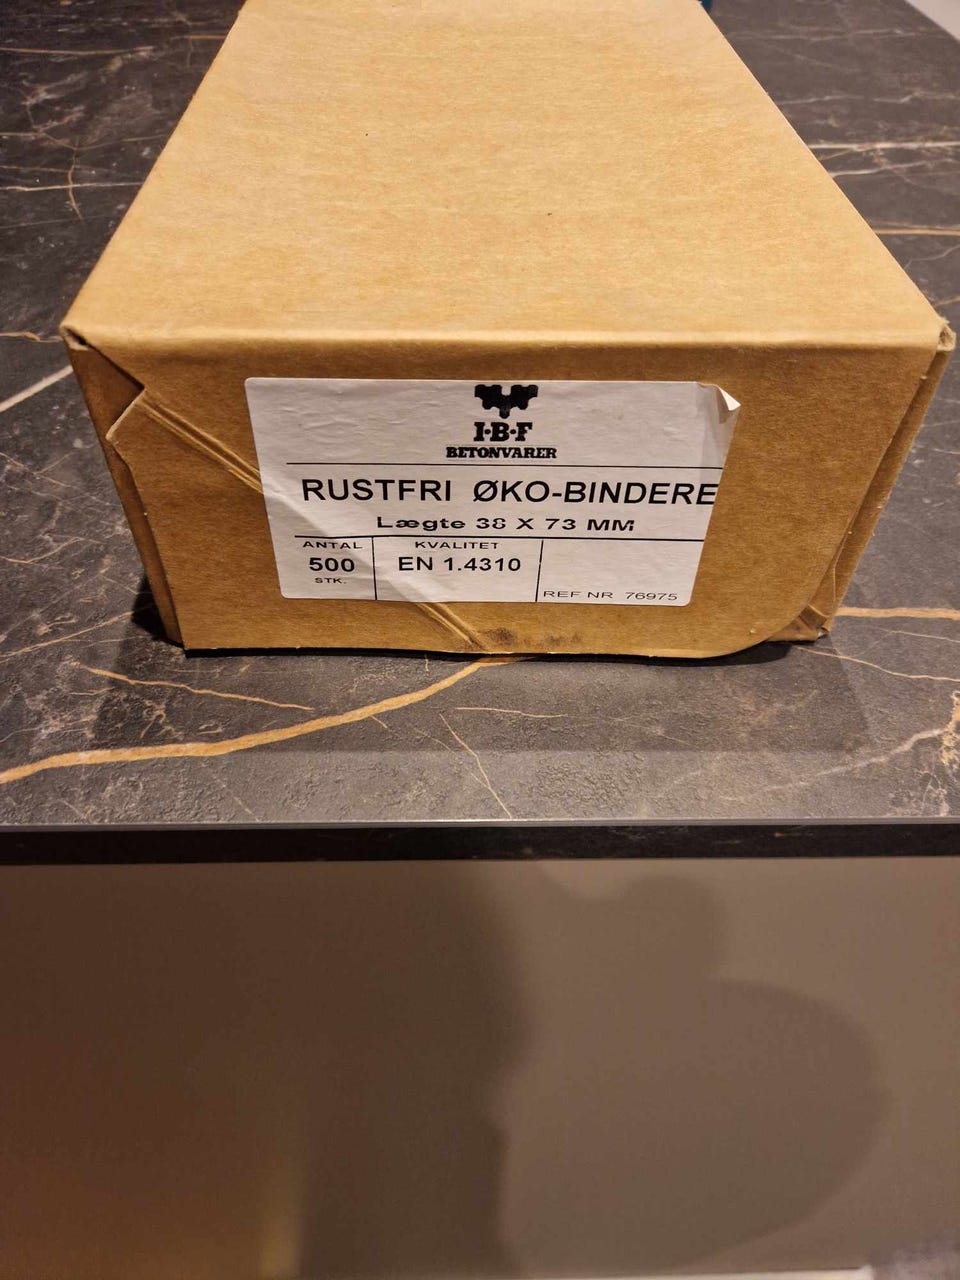 I·B·F
BETONVARER
RUSTFRI ØKO-BINDERE
Lægte 38 X 73 MM
ANTAL
500
STK.
KVALITET
EN 1.4310
REF NR 76975